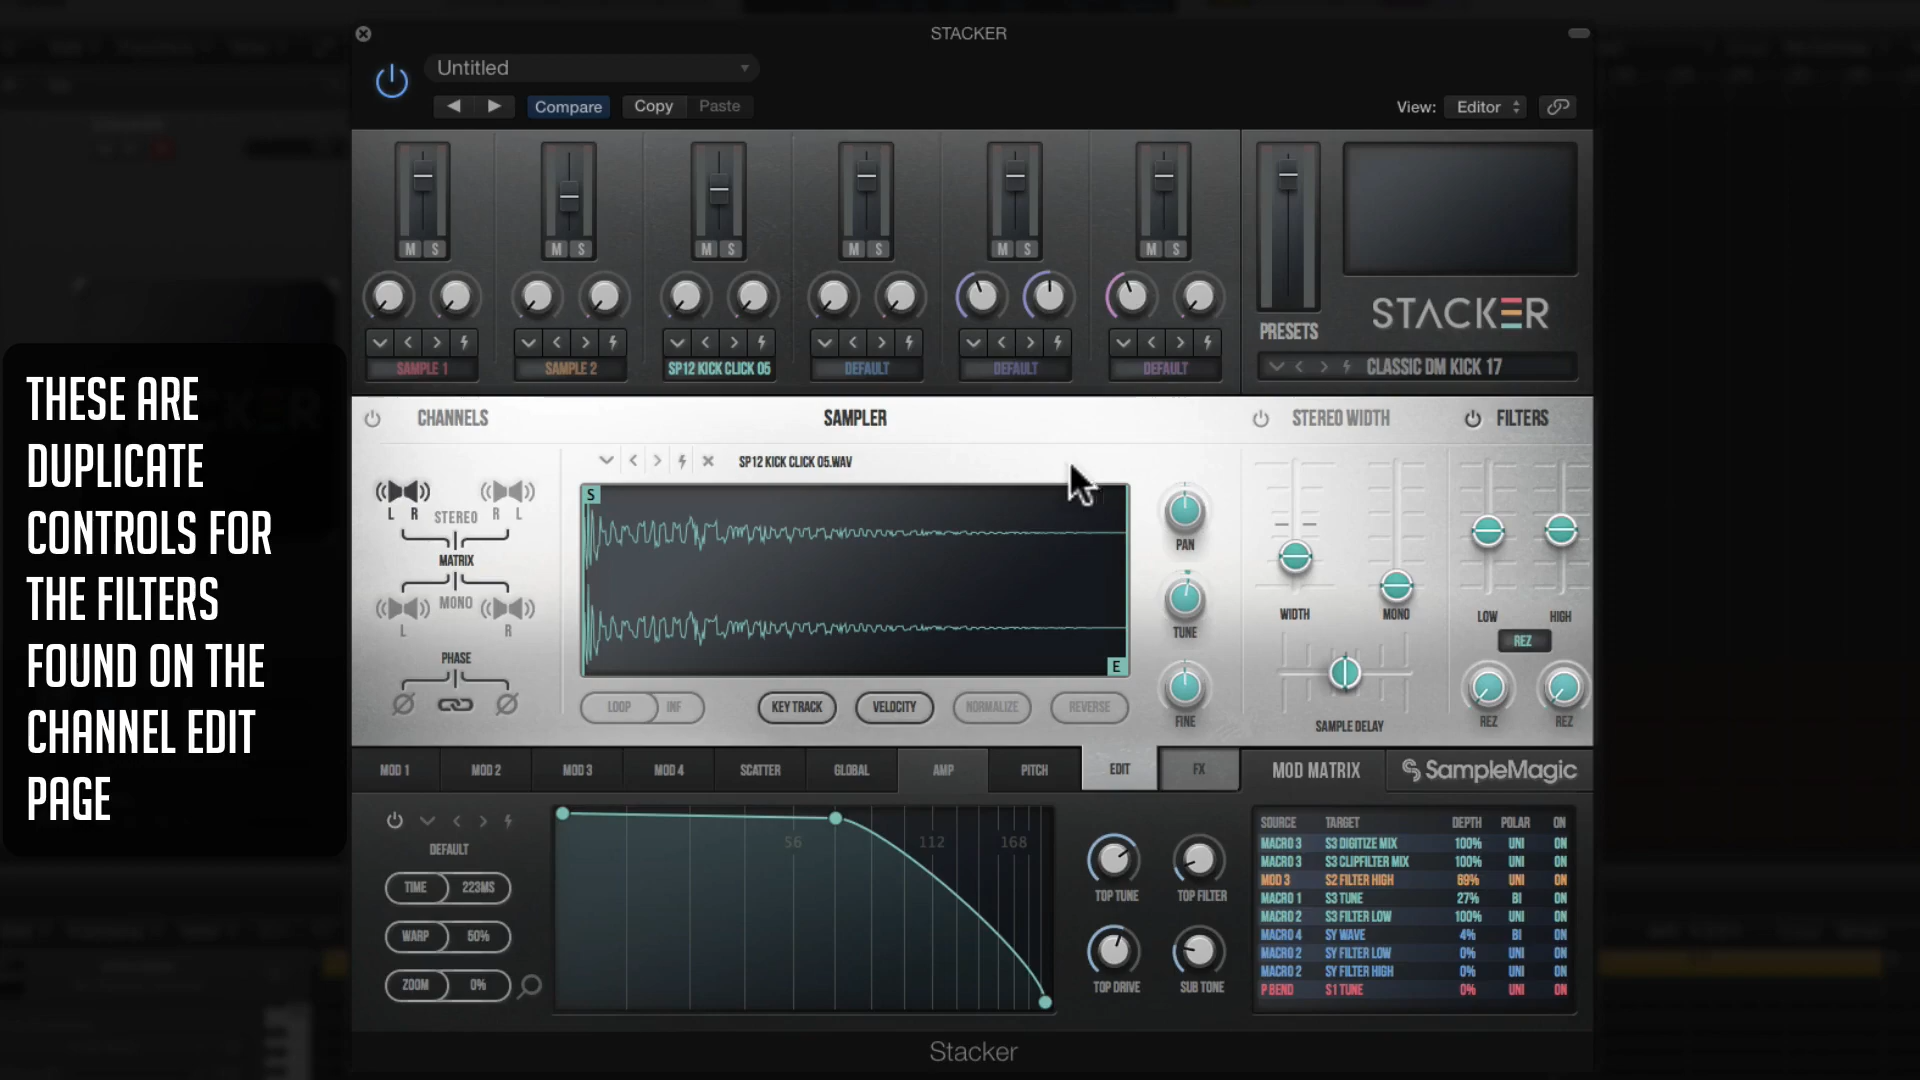 STACKER
Untitled
Compare
Copy
Paste
View:
Editor
M S
M S
M S
M S
M S
M S
SAMPLE 1
SAMPLE 2
SP12 KICK CLICK 05
DEFAULT
DEFAULT
DEFAULT
PRESETS
STACKER
CLASSIC DM KICK 17
THESE ARE
DUPLICATE
CONTROLS FOR
THE FILTERS
FOUND ON THE
CHANNEL EDIT
PAGE
CHANNELS
SAMPLER
STEREO WIDTH
FILTERS
SP12 KICK CLICK 05.WAV
L R
STEREO
R L
MATRIX
MONO
L
R
PHASE
S
E
PAN
TUNE
FINE
LOOP
INF
KEY TRACK
VELOCITY
NORMALIZE
REVERSE
WIDTH
MONO
SAMPLE DELAY
LOW
HIGH
REZ
REZ
REZ
MOD 1
MOD 2
MOD 3
MOD 4
SCATTER
GLOBAL
AMP
PITCH
EDIT
FX
MOD MATRIX
SampleMagic
DEFAULT
TIME 223MS
WARP 50%
ZOOM 0%
56
112
168
TOP TUNE
TOP FILTER
TOP DRIVE
SUB TONE
SOURCE TARGET DEPTH POLAR ON
MACRO 3 S3 DIGITIZE MIX 100% UNI ON
MACRO 3 S3 CLIPFILTER MIX 100% UNI ON
MOD 3 S2 FILTER HIGH 69% UNI ON
MACRO 1 S3 TUNE 27% BI ON
MACRO 2 S3 FILTER LOW 100% UNI ON
MACRO 4 SY WAVE 4% BI ON
MACRO 2 SY FILTER LOW 0% UNI ON
MACRO 2 SY FILTER HIGH 0% UNI ON
P BEND S1 TUNE 0% UNI ON
Stacker